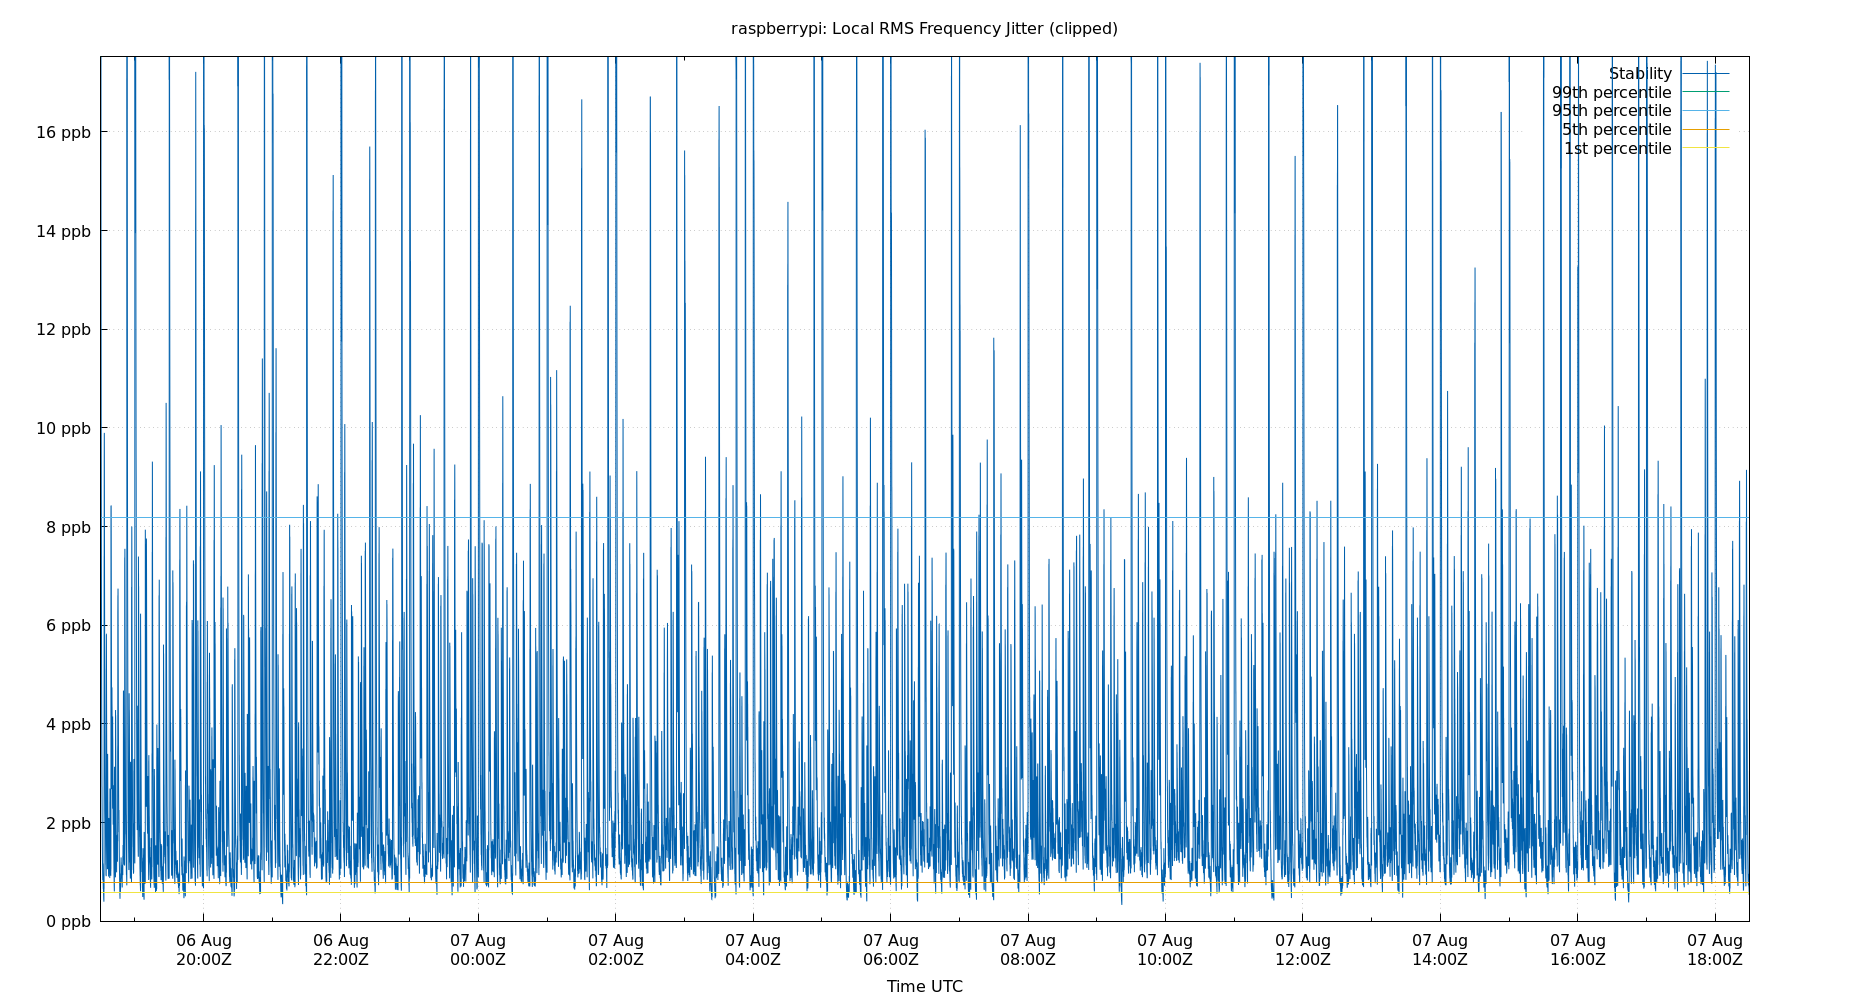 raspberrypi: Local RMS Frequency Jitter (clipped)
Stability
99th percentile
95th percentile
5th percentile
1st percentile
16 ppb
14 ppb
12 ppb
10 ppb
8 ppb
6 ppb
4 ppb
2 ppb
0 ppb
06 Aug 06 Aug 07 Aug 07 Aug 07 Aug 07 Aug 07 Aug 07 Aug 07 Aug 07 Aug 07 Aug 07 Aug
20:00Z 22:00Z 00:00Z 02:00Z 04:00Z 06:00Z 08:00Z 10:00Z 12:00Z 14:00Z 16:00Z 18:00Z
Time UTC